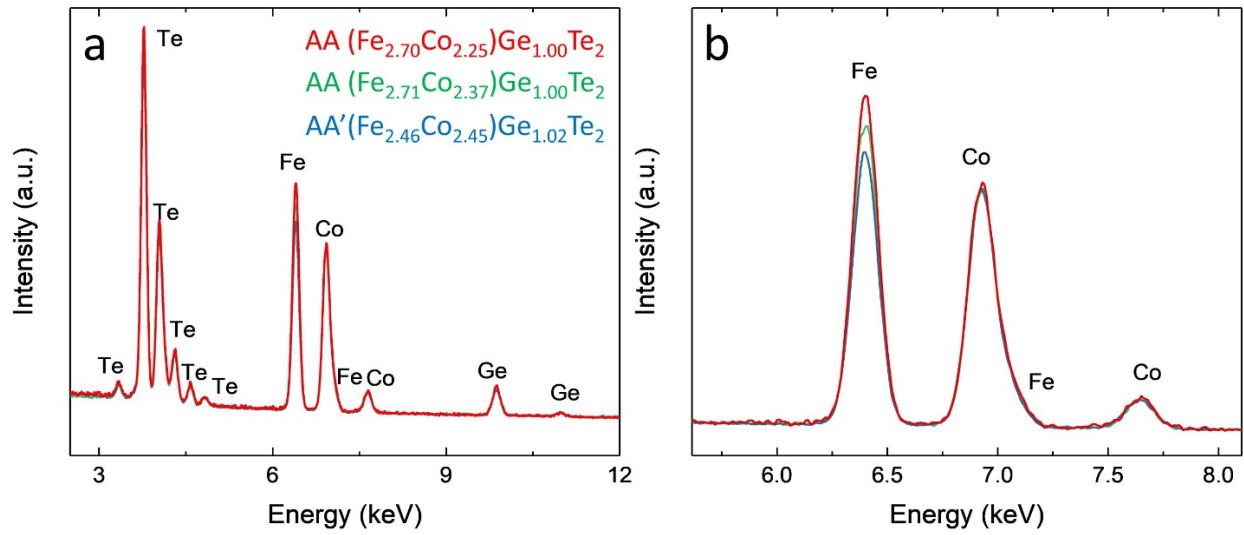 a
AA (Fe2.70Co2.25)Ge1.00Te2
AA (Fe2.71Co2.37)Ge1.00Te2
AA’(Fe2.46Co2.45)Ge1.02Te2
Te
Te
Te
Te
Te
Te
Fe
Co
Fe
Co
Ge
Ge
Intensity (a.u.)
3
6
9
12
Energy (keV)
b
Fe
Co
Fe
Co
Intensity (a.u.)
6.0
6.5
7.0
7.5
8.0
Energy (keV)